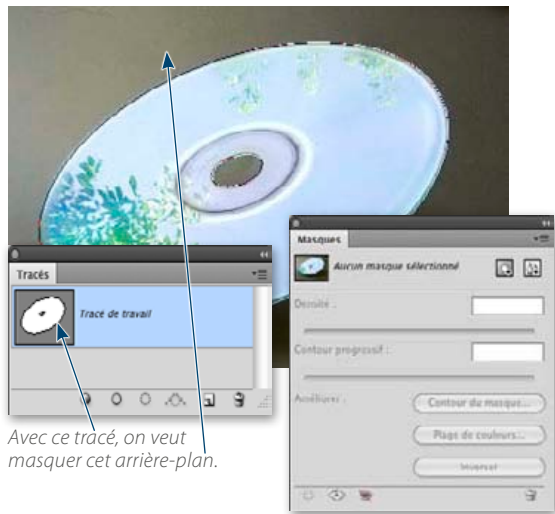 Masques
Aucun masque sélectionné
Densité :
Contour progressif :
Améliorer :
Contour du masque...
Plage de couleurs...
Inverser
Tracés
Tracé de travail
Avec ce tracé, on veut
masquer cet arrière-plan.